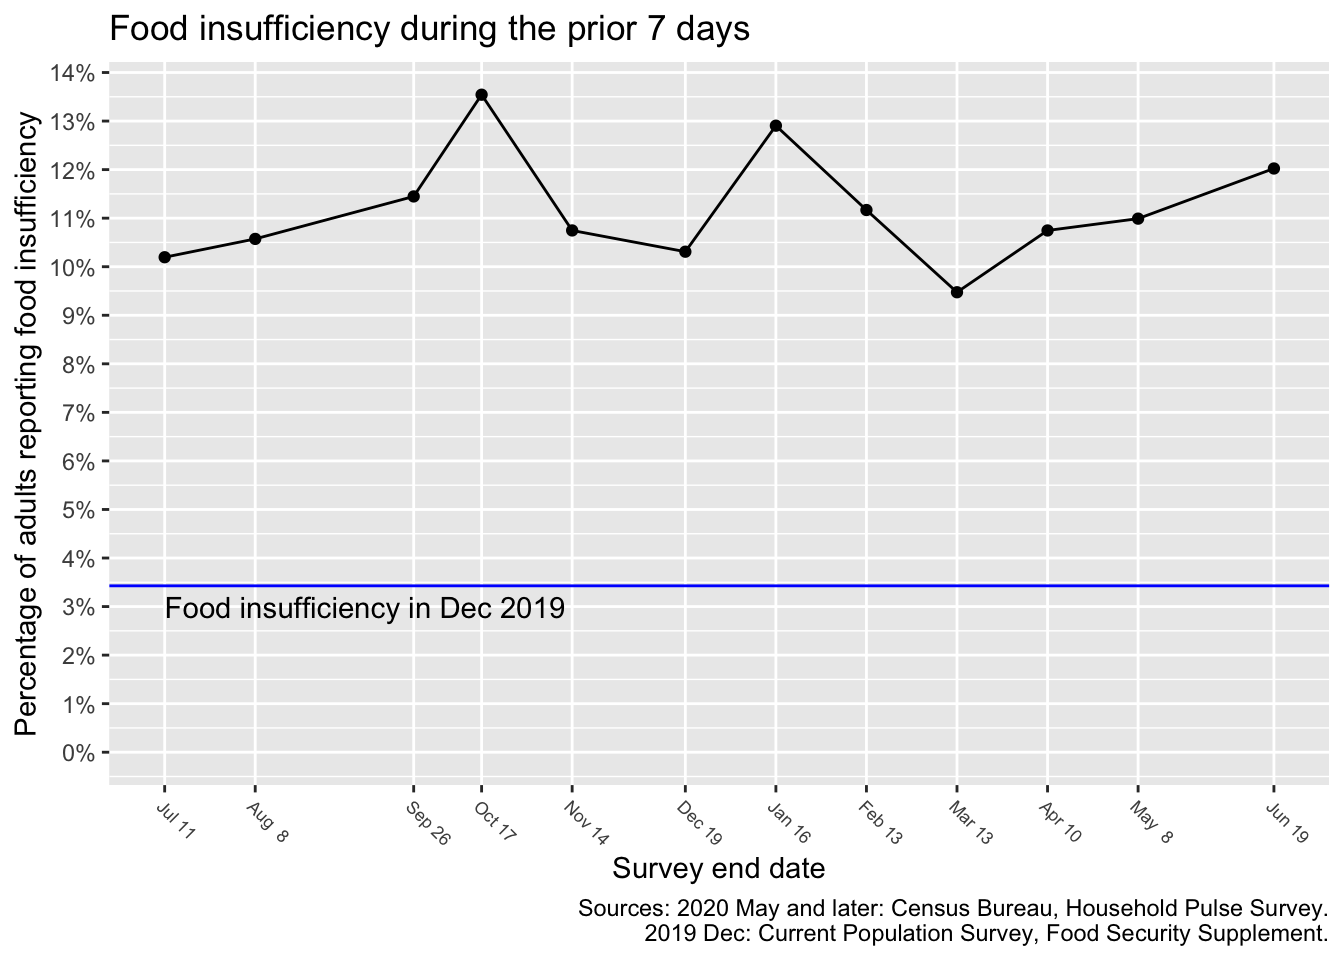 Food insufficiency during the prior 7 days
Percentage of adults reporting food insufficiency
14%
13%
12%
11%
10%
9%
8%
7%
6%
5%
4%
3%
2%
1%
0%
Food insufficiency in Dec 2019
Jul 11
Aug 8
Sep 26
Oct 17
Nov 14
Dec 19
Jan 16
Feb 13
Mar 13
Apr 10
May 8
Jun 19
Survey end date
Sources: 2020 May and later: Census Bureau, Household Pulse Survey.
2019 Dec: Current Population Survey, Food Security Supplement.